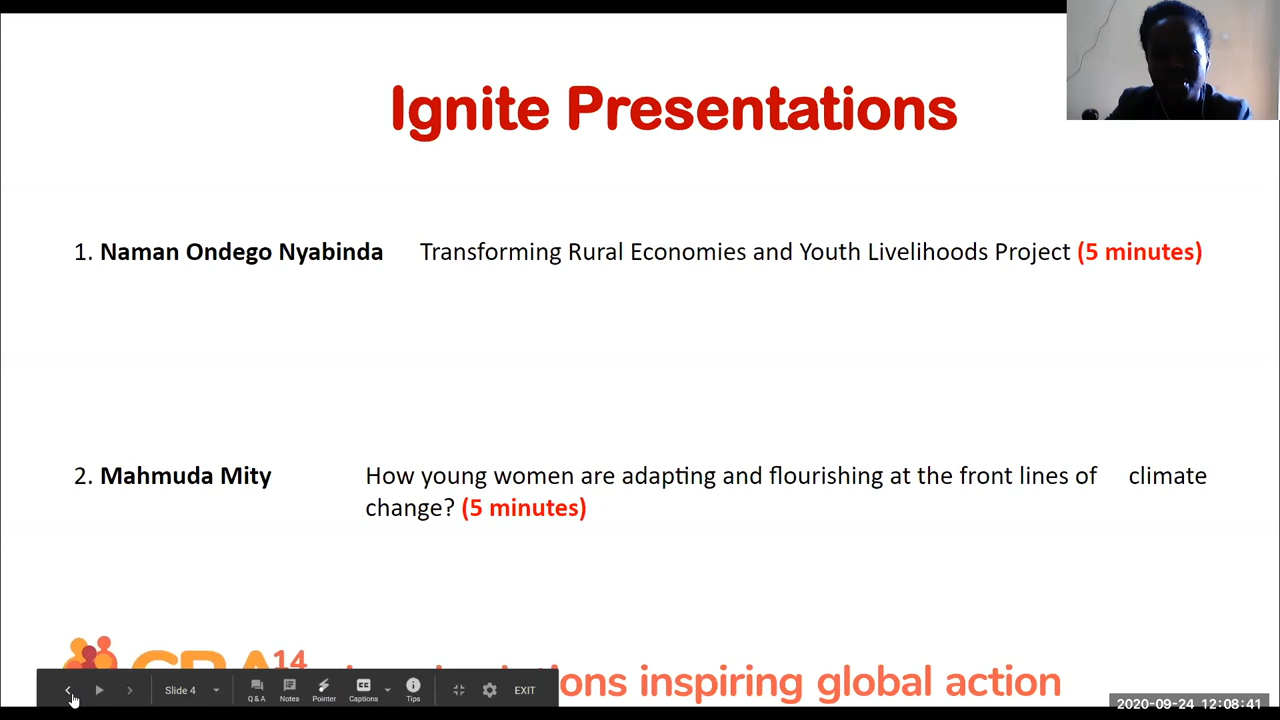 Ignite Presentations
1. Naman Ondego Nyabinda Transforming Rural Economies and Youth Livelihoods Project (5 minutes)
2. Mahmuda Mity How young women are adapting and flourishing at the front lines of climate
change? (5 minutes)
14
ons inspiring global action
Slide 4 Q & A Notes Pointer Captions Tips EXIT
2020-09-24 12:08:41